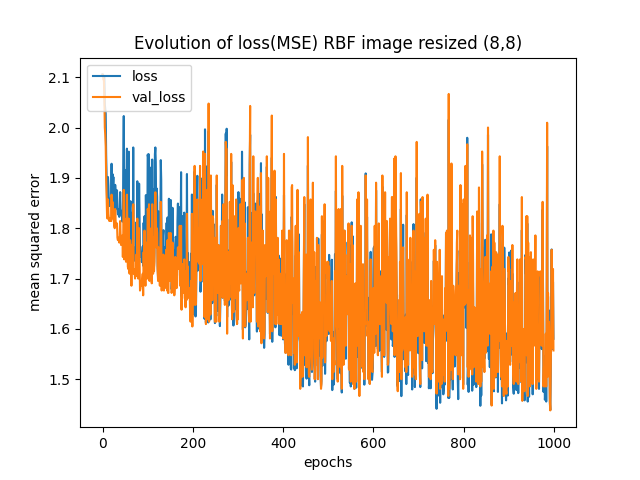 Evolution of loss(MSE) RBF image resized (8,8)
loss
val_loss
mean squared error
2.1
2.0
1.9
1.8
1.7
1.6
1.5
0 200 400 600 800 1000
epochs